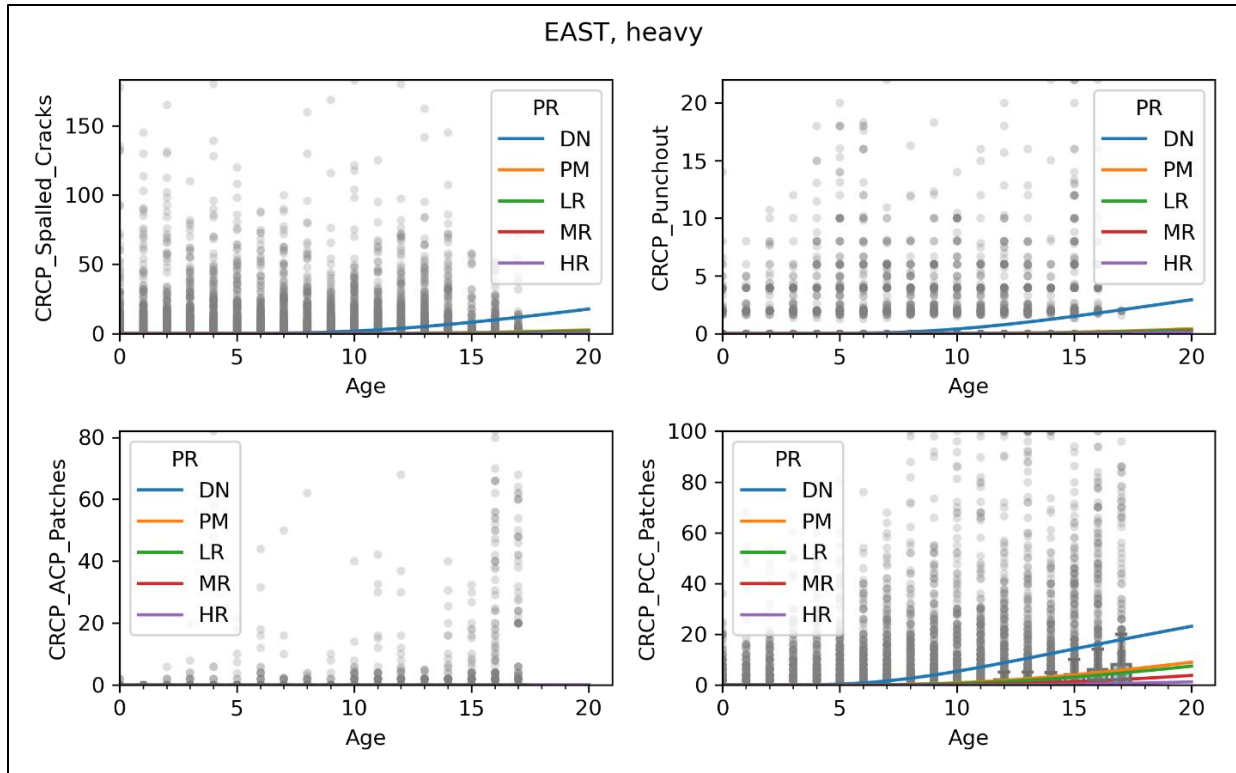 EAST, heavy
CRCP_Spalled_Cracks
150
100
50
0
0 5 10 15 20
Age
PR
DN
PM
LR
MR
HR
CRCP_Punchout
20
15
10
5
0
0 5 10 15 20
Age
PR
DN
PM
LR
MR
HR
CRCP_ACP_Patches
80
60
40
20
0
0 5 10 15 20
Age
PR
DN
PM
LR
MR
HR
CRCP_PCC_Patches
100
80
60
40
20
0
0 5 10 15 20
Age
PR
DN
PM
LR
MR
HR